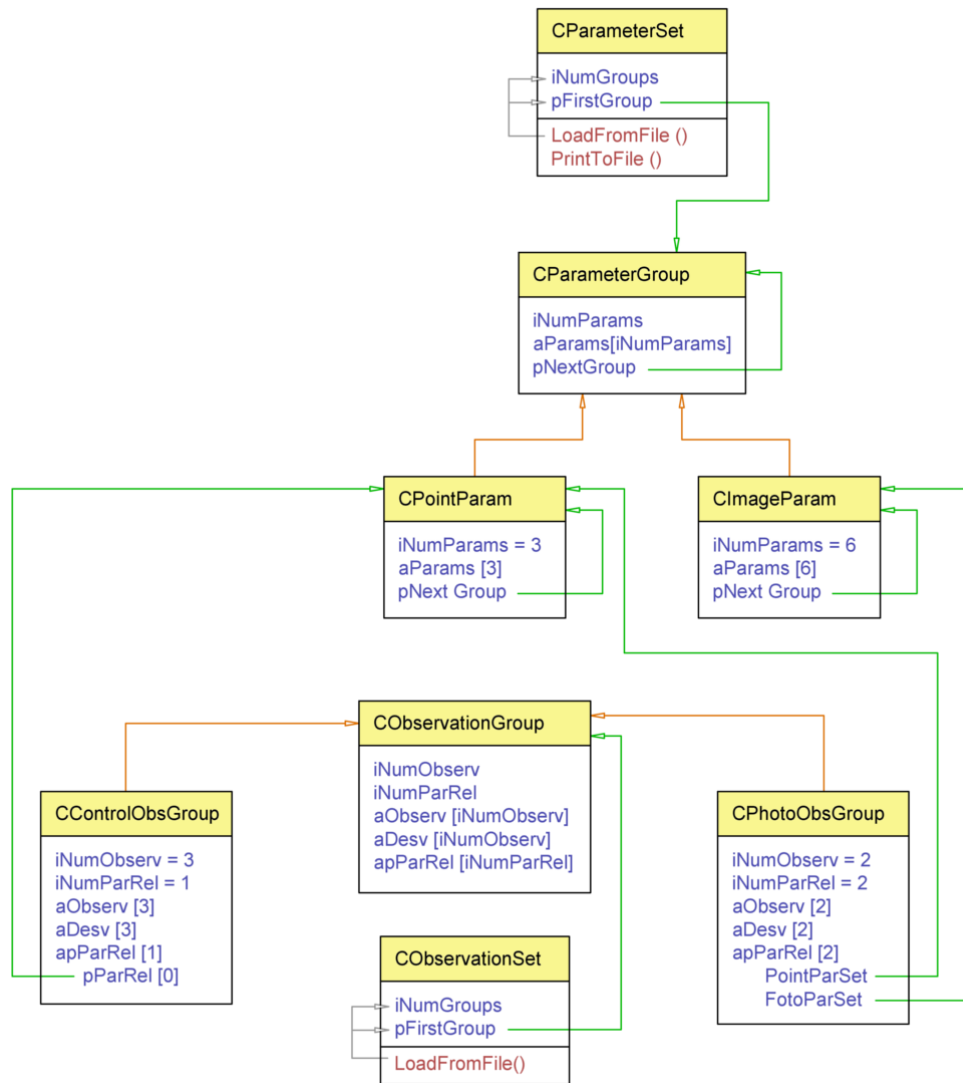 CParameterSet
iNumGroups
pFirstGroup
LoadFromFile ()
PrintToFile ()
CParameterGroup
iNumParams
aParams[iNumParams]
pNextGroup
CPointParam
iNumParams = 3
aParams [3]
pNext Group
CImageParam
iNumParams = 6
aParams [6]
pNext Group
CObservationGroup
iNumObserv
iNumParRel
aObserv [iNumObserv]
aDesv [iNumObserv]
apParRel [iNumParRel]
CControlObsGroup
iNumObserv = 3
iNumParRel = 1
aObserv [3]
aDesv [3]
apParRel [1]
pParRel [0]
CPhotoObsGroup
iNumObserv = 2
iNumParRel = 2
aObserv [2]
aDesv [2]
apParRel [2]
PointParSet
FotoParSet
CObservationSet
iNumGroups
pFirstGroup
LoadFromFile()